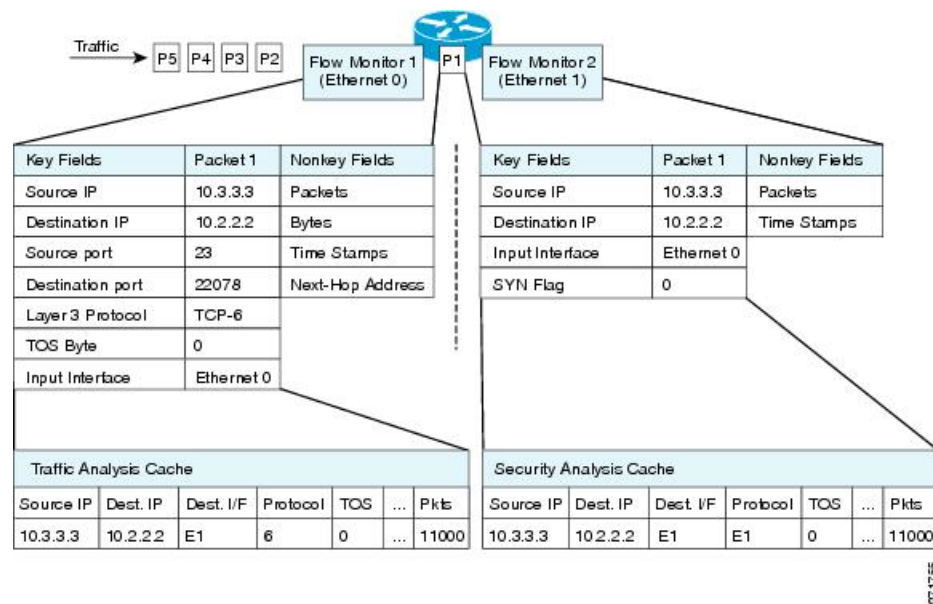 Traffic
P5 P4 P3 P2
Flow Monitor 1
(Ethernet 0)
P1
Flow Monitor 2
(Ethernet 1)
Key Fields Packet 1 Nonkey Fields
Source IP 10.3.3.3 Packets
Destination IP 10.2.2.2 Bytes
Source port 23 Time Stamps
Destination port 22078 Next-Hop Address
Layer 3 Protocol TCP-6
TOS Byte 0
Input Interface Ethernet 0
Key Fields Packet 1 Nonkey Fields
Source IP 10.3.3.3 Packets
Destination IP 10.2.2.2 Time Stamps
Input Interface Ethernet 0
SYN Flag 0
Traffic Analysis Cache
Source IP Dest. IP Dest. I/F Protocol TOS ... Pkts
10.3.3.3 10.2.2.2 E1 6 0 ... 11000
Security Analysis Cache
Source IP Dest. IP Dest. I/F Protocol TOS ... Pkts
10.3.3.3 10.2.2.2 E1 E1 0 ... 11000